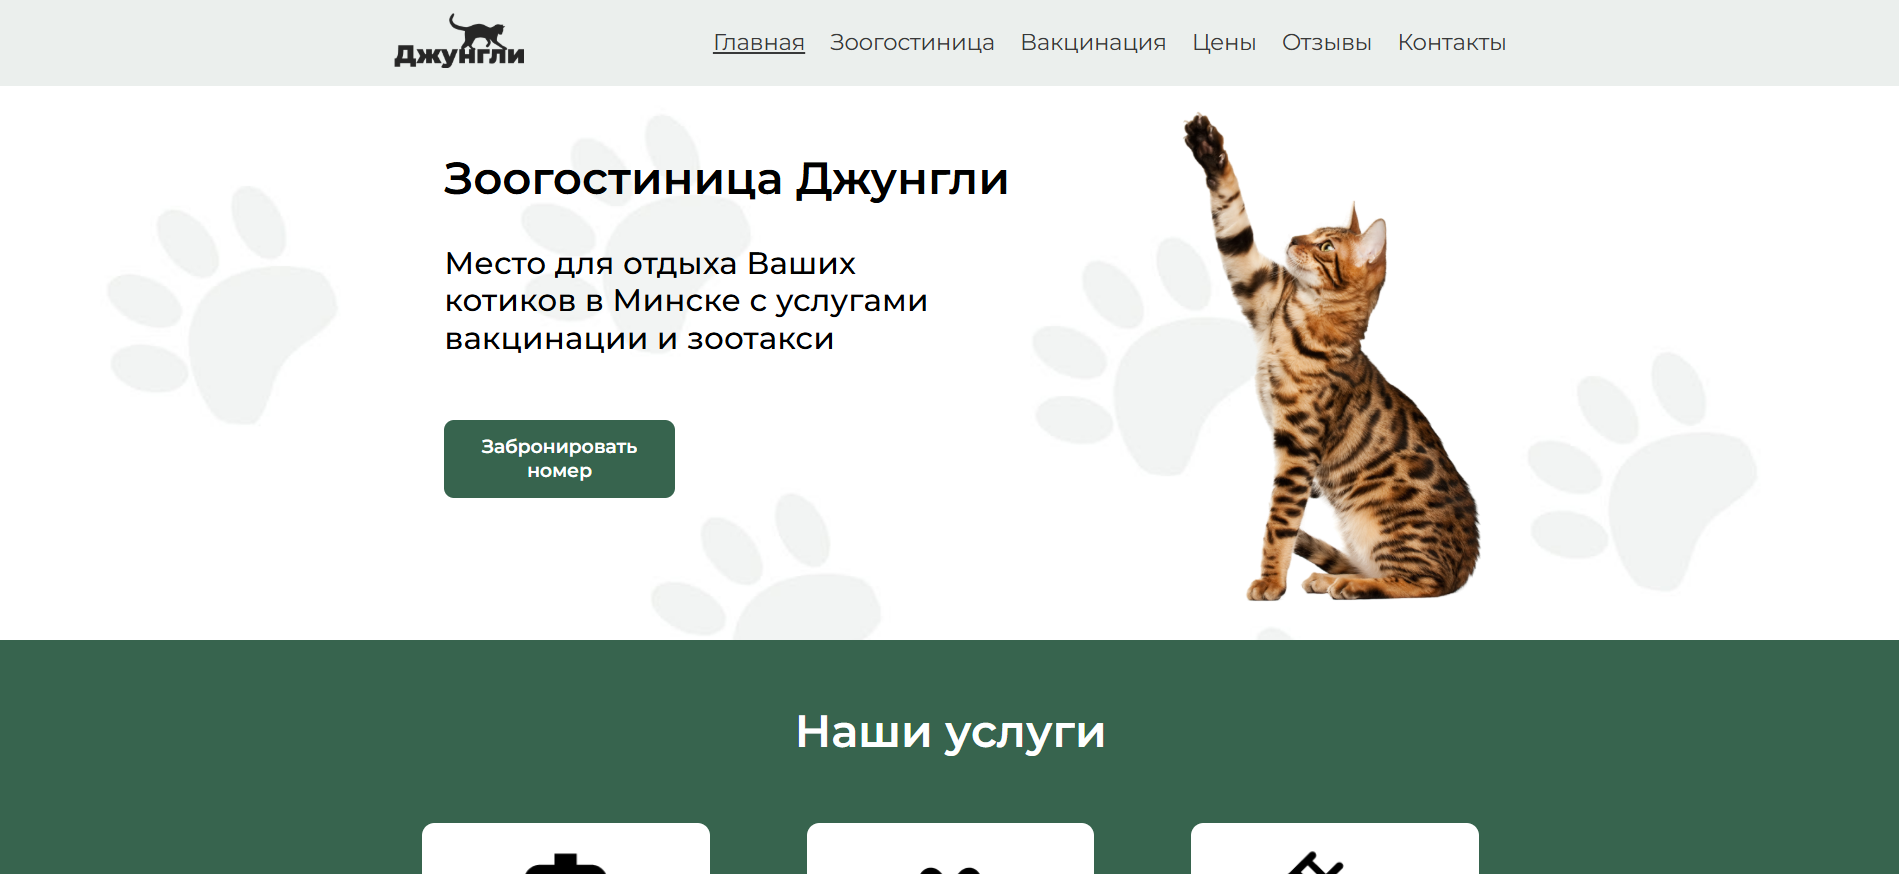 Джунгли
Главная Зоогостиница Вакцинация Цены Отзывы Контакты
Зоогостиница Джунгли
Место для отдыха Ваших
котиков в Минске с услугами
вакцинации и зоотакси
Забронировать
номер
Наши услуги